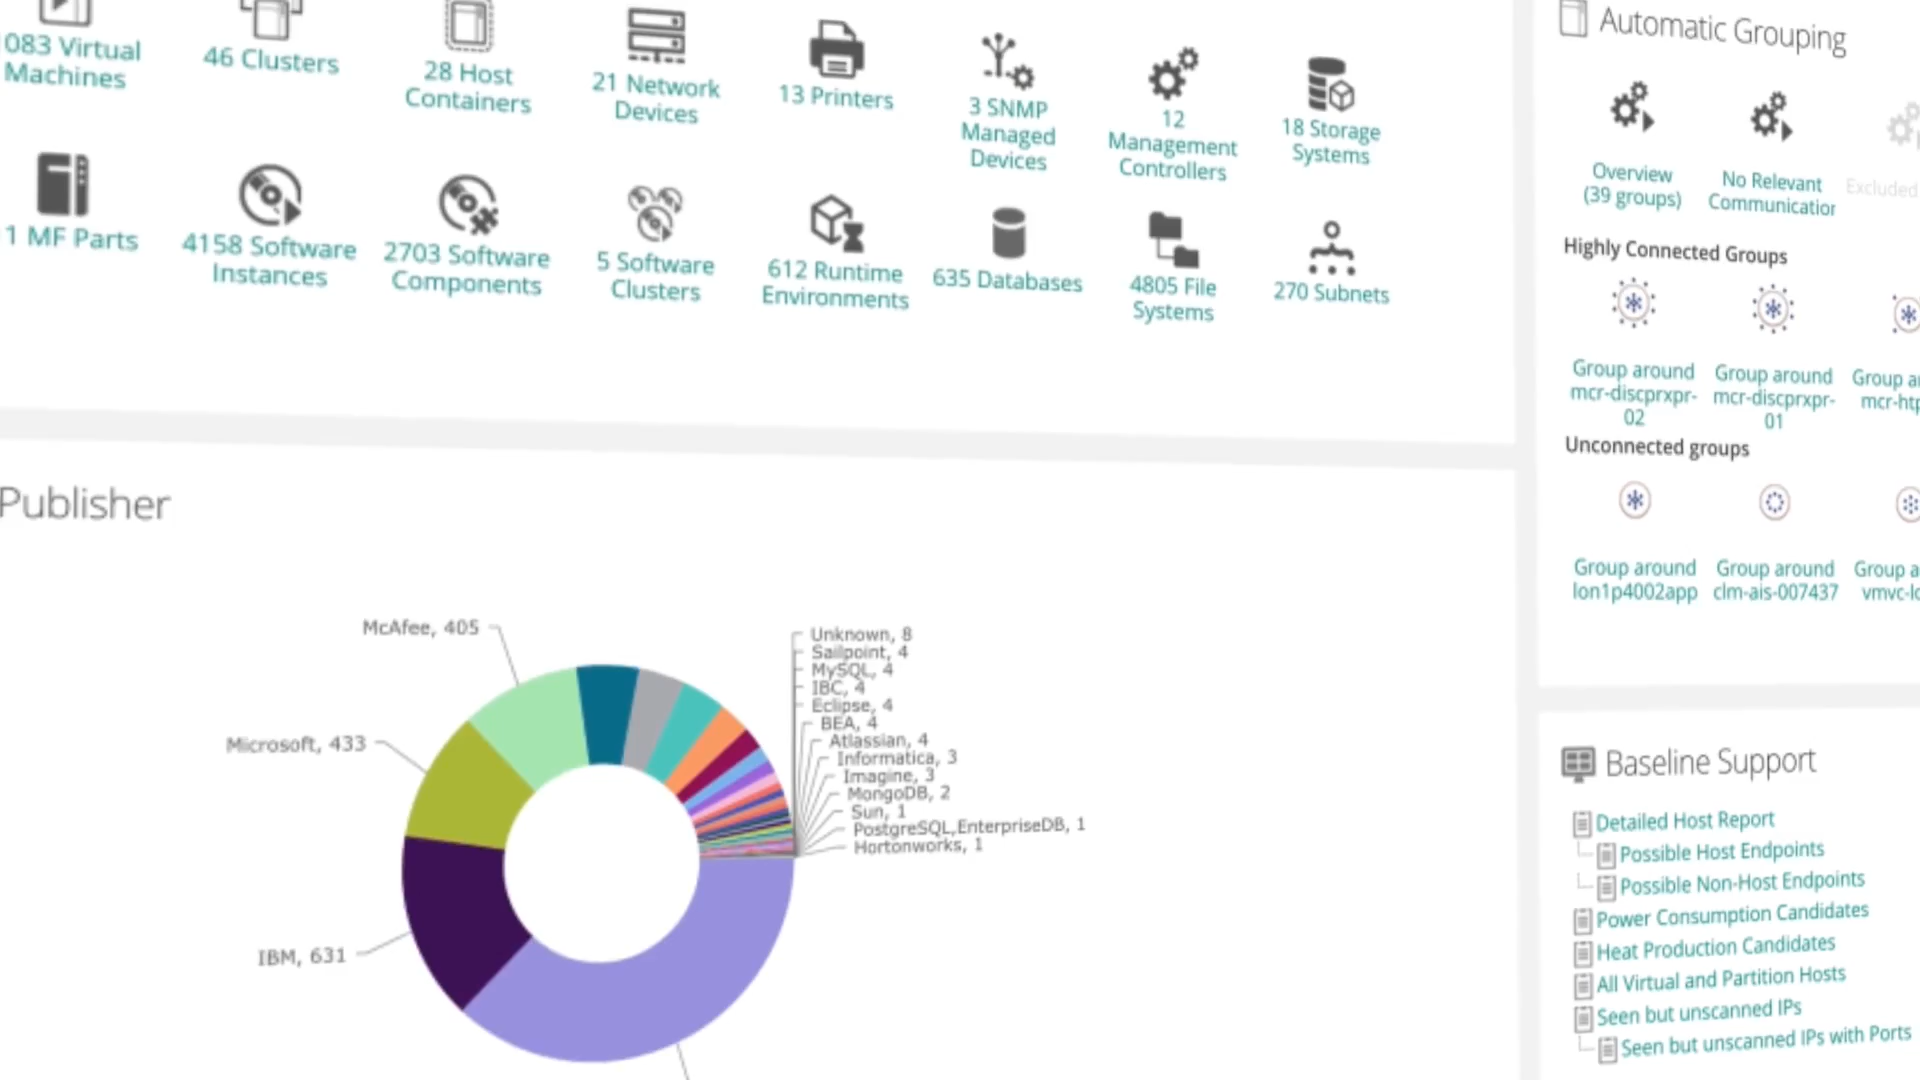 083 Virtual
Machines
46 Clusters
28 Host
Containers
21 Network
Devices
13 Printers
3 SNMP
Managed
Devices
12
Management
Controllers
18 Storage
Systems
1 MF Parts
4158 Software
Instances
2703 Software
Components
5 Software
Clusters
612 Runtime
Environments
635 Databases
4805 File
Systems
270 Subnets
Publisher
McAfee, 405
Microsoft, 433
IBM, 631
Unknown, 8
Sailpoint, 4
MySQL, 4
IBC, 4
Eclipse, 4
BEA, 4
Atlassian, 4
Informatica, 3
Imagine, 3
MongoDB, 2
Sun, 1
PostgreSQL,EnterpriseDB, 1
Hortonworks, 1
Automatic Grouping
Overview
(39 groups)
No Relevant
Communication
Excluded
Highly Connected Groups
Group around
mcr-discprxpr-
02
Group around
mcr-discprxpr-
01
Group a
mcr-htp
Unconnected groups
Group around
lon1p4002app
Group around
clm-ais-007437
Group a
vmvc-lo
Baseline Support
Detailed Host Report
Possible Host Endpoints
Possible Non-Host Endpoints
Power Consumption Candidates
Heat Production Candidates
All Virtual and Partition Hosts
Seen but unscanned IPs
Seen but unscanned IPs with Ports